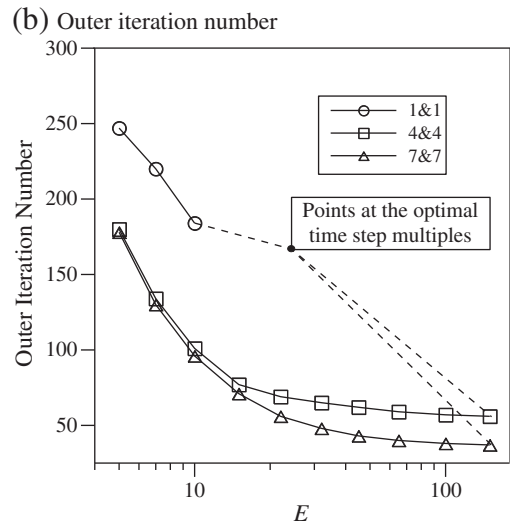 (b) Outer iteration number
300
250
200
150
100
50
Outer Iteration Number
1&1
4&4
7&7
Points at the optimal
time step multiples
10
100
E